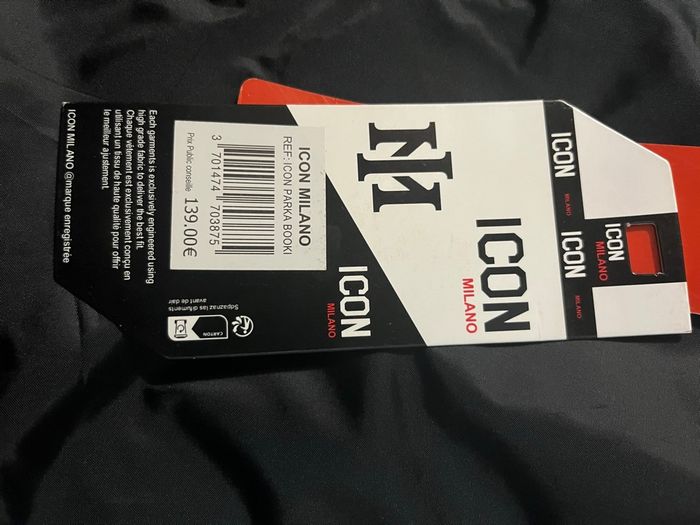 ICON
MILANO
ICON
MILANO
ICON
MILANO
ICON
MILANO
ICON
MILANO
ICON MILANO
REF: ICON PARKA BOOKI
3 701474 703875
Prix Public conseillé 139.00€
Each garments is exclusively engineered using
high grade fabric to deliver the best fit.
Chaque vêtement est exclusivement conçu en
utilisant un tissu de haute qualité pour offrir
le meilleur ajustement.
ICON MILANO @marque enregistrée
CARTON
avant de